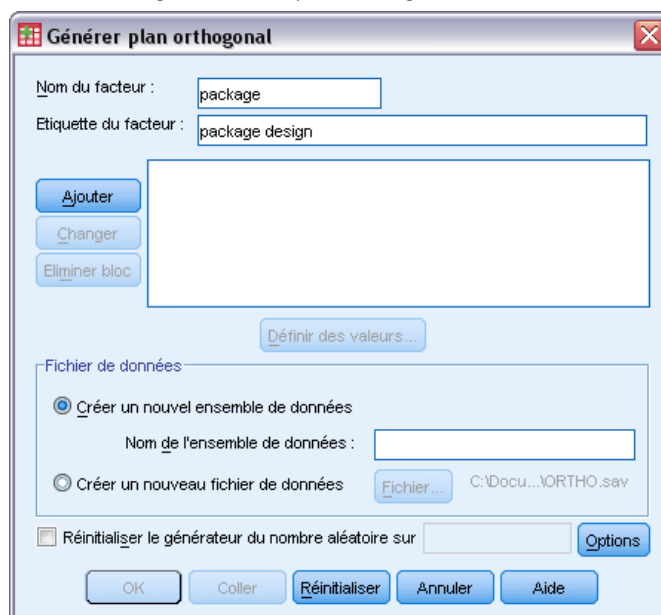 Générer plan orthogonal
Nom du facteur :
package
Etiquette du facteur :
package design
Ajouter
Changer
Eliminer bloc
Définir des valeurs...
Fichier de données
Créer un nouvel ensemble de données
Nom de l'ensemble de données :
Créer un nouveau fichier de données
Fichier...
C:\Docu...\ORTHO.sav
Réinitialiser le générateur du nombre aléatoire sur
Options
OK
Coller
Réinitialiser
Annuler
Aide